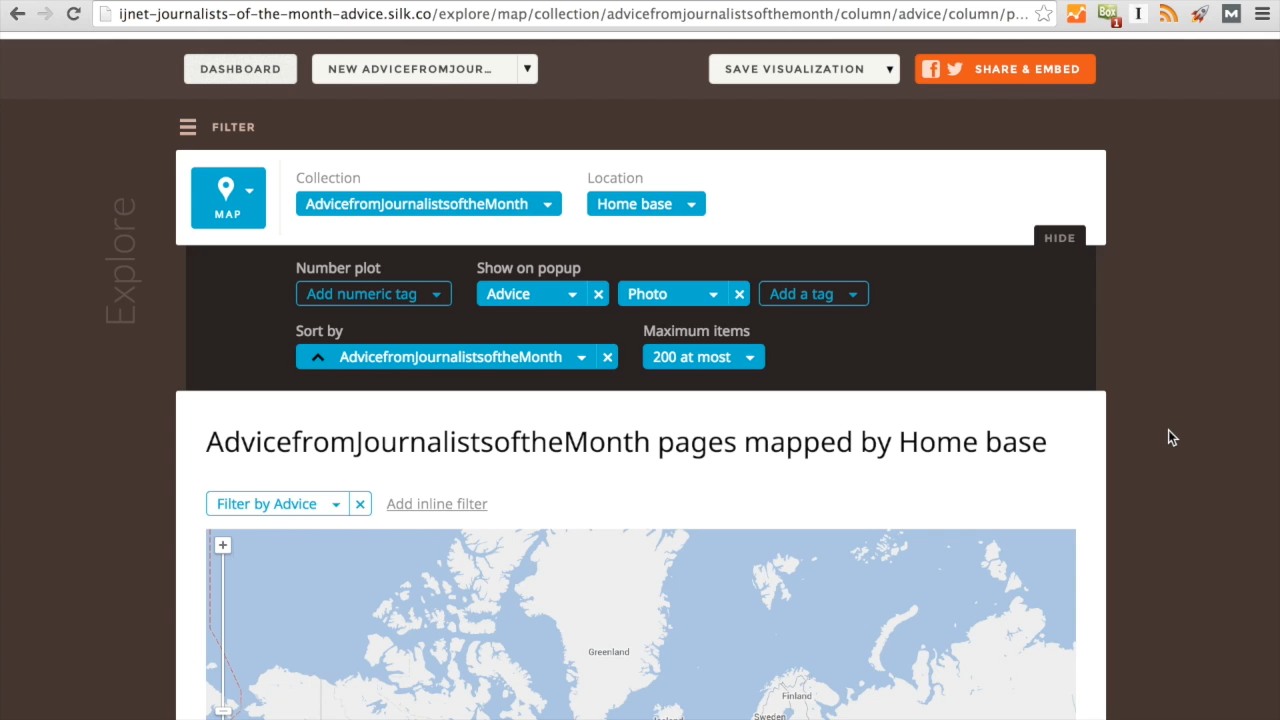 ijnet-journalists-of-the-month-advice.silk.co/explore/map/collection/advicefromjournalistsofthemonth/column/advice/column/p...
Box
1
I
M
DASHBOARD
NEW ADVICEFROMJOUR...
SAVE VISUALIZATION
SHARE & EMBED
FILTER
Explore
MAP
Collection
Location
AdvicefromJournalistsoftheMonth
Home base
HIDE
Number plot
Show on popup
Add numeric tag
Advice
Photo
Add a tag
Sort by
Maximum items
AdvicefromJournalistsoftheMonth
200 at most
AdvicefromJournalistsoftheMonth pages mapped by Home base
Filter by Advice
Add inline filter
Greenland
Finland
Sweden
Iceland